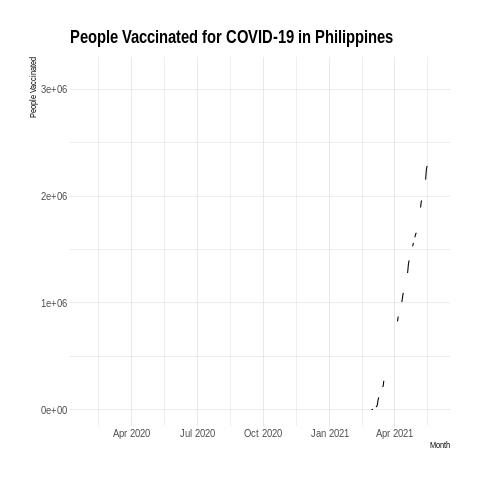 People Vaccinated for COVID-19 in Philippines
People Vaccinated
3e+06
2e+06
1e+06
0e+00
Apr 2020
Jul 2020
Oct 2020
Jan 2021
Apr 2021
Month